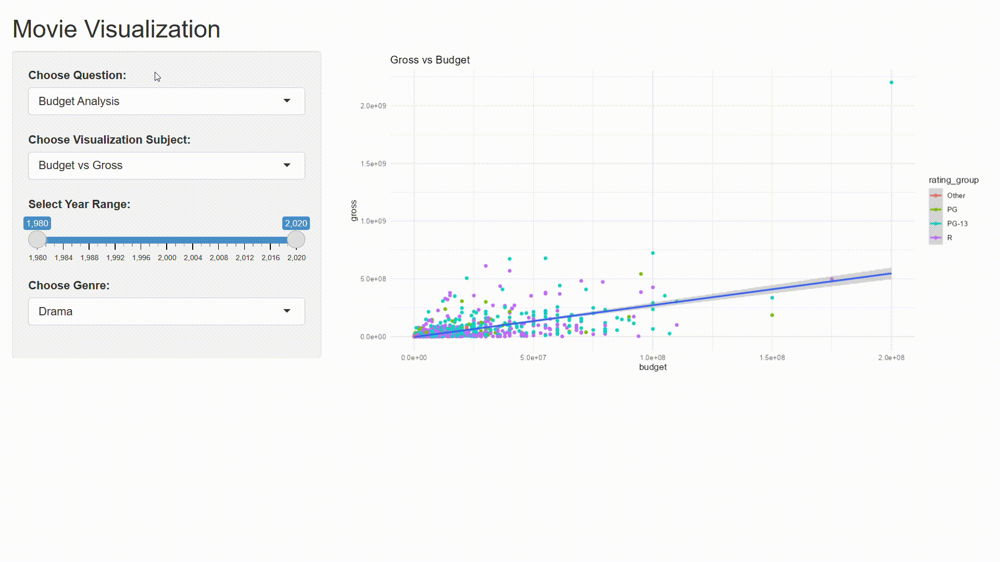 Movie Visualization
Choose Question:
Budget Analysis
Choose Visualization Subject:
Budget vs Gross
Select Year Range:
1,980 2,020
1,980 1,984 1,988 1,992 1,996 2,000 2,004 2,008 2,012 2,016 2,020
Choose Genre:
Drama
Gross vs Budget
gross
2.0e+09
1.5e+09
1.0e+09
5.0e+08
0.0e+00
0.0e+00 5.0e+07 1.0e+08 1.5e+08 2.0e+08
budget
rating_group
Other
PG
PG-13
R